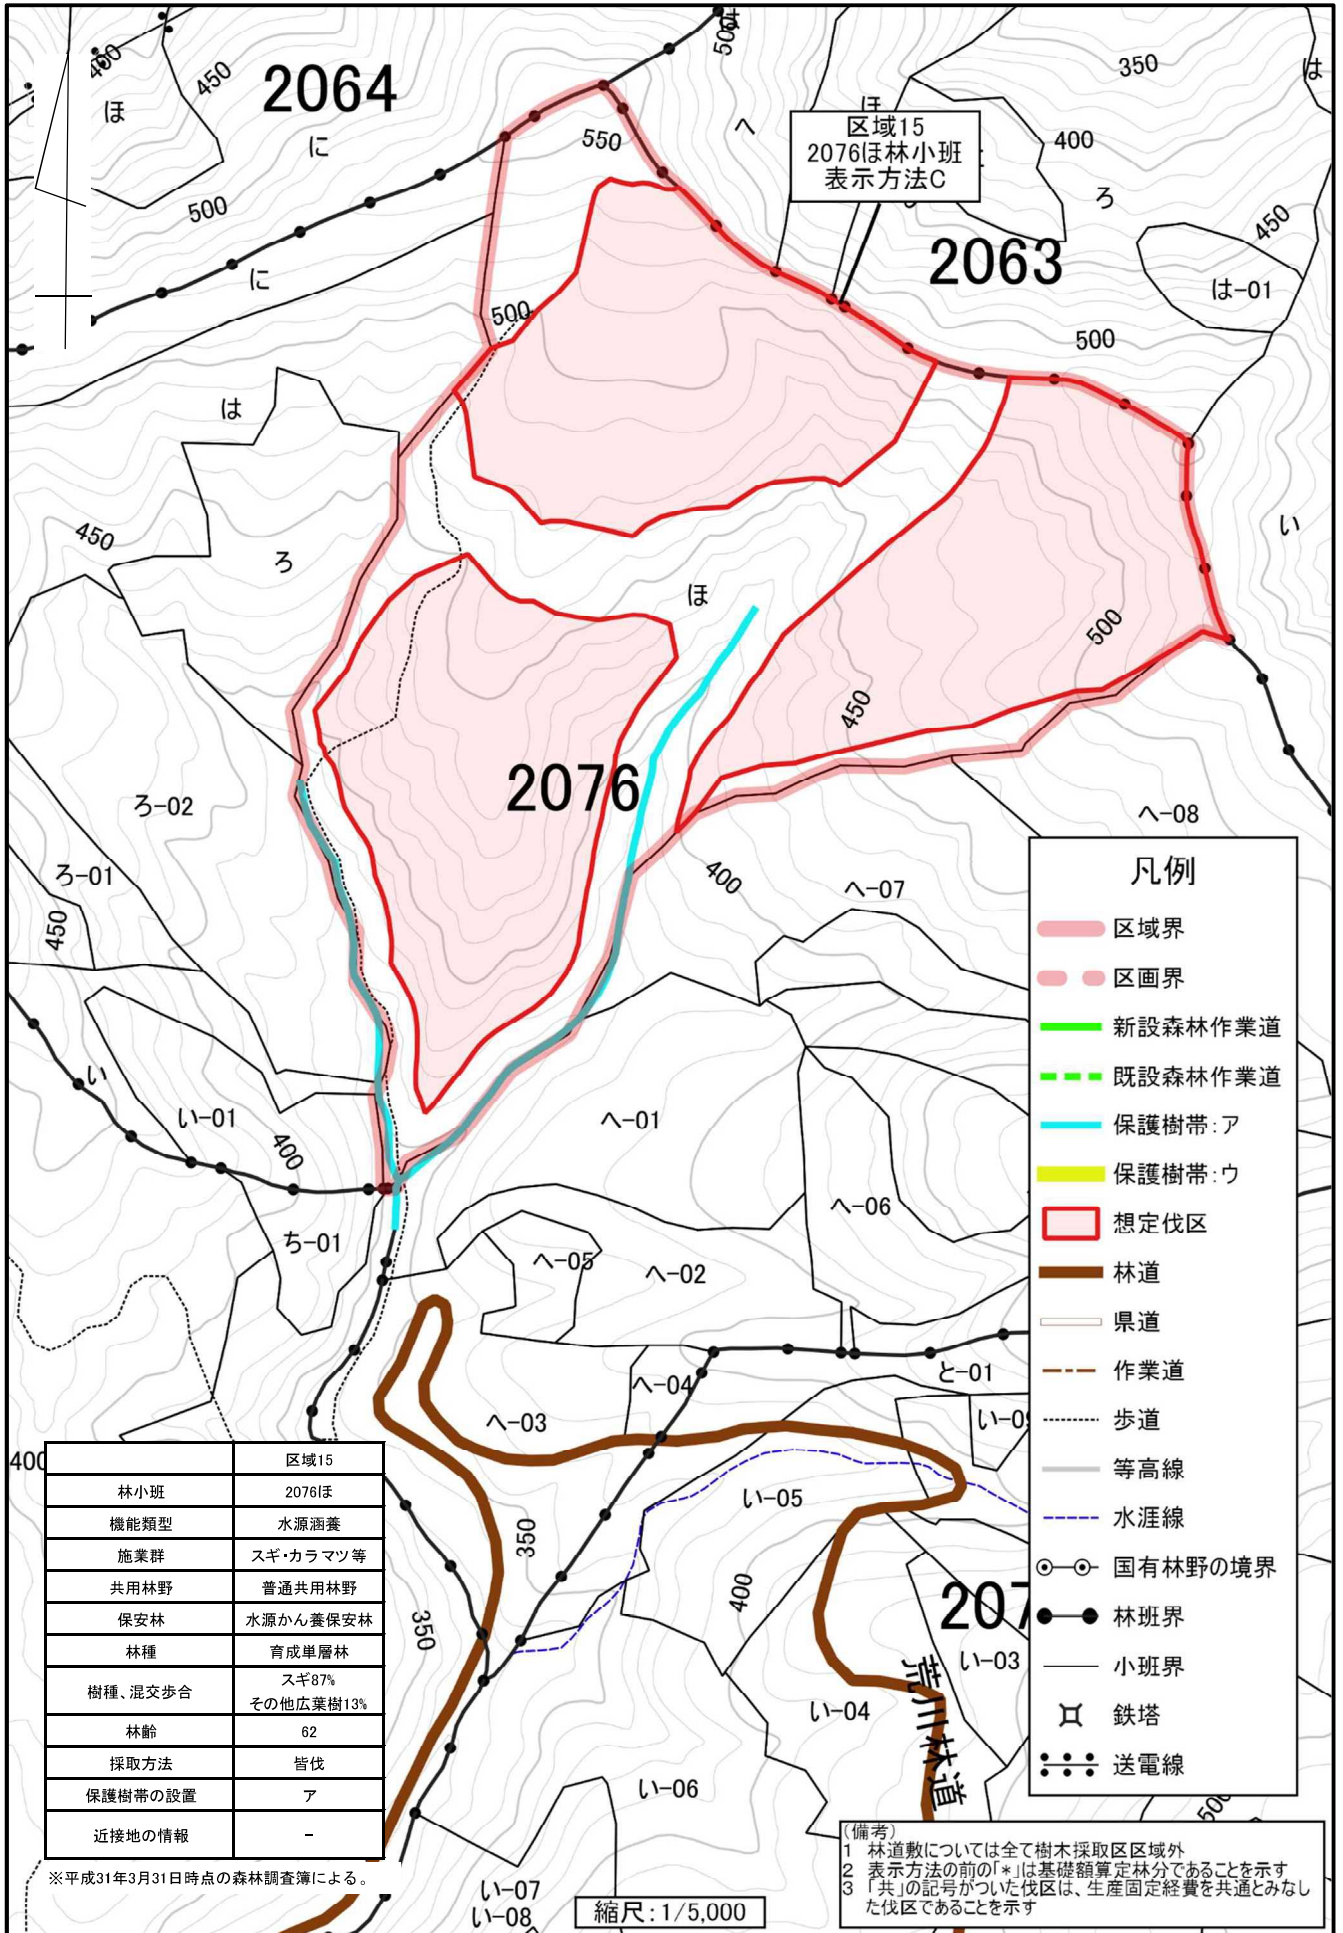 2064
2063
2076
区域15
2076ほ林小班
表示方法C
450
ほ
に
500
に
550
500
へ
350
は
400
ろ
450
は-01
500
500
は
450
ろ
い
ほ
500
450
ろ-02
ろ-01
450
400
へ-08
へ-07
い
い-01
400
へ-01
へ-06
ち-01
へ-05
へ-02
へ-04
と-01
へ-03
い-05
350
400
350
い-03
い-04
荒川林道
い-06
い-07
い-08
凡例
区域界
区画界
新設森林作業道
既設森林作業道
保護樹帯:ア
保護樹帯:ウ
想定伐区
林道
県道
作業道
歩道
等高線
水涯線
国有林野の境界
林班界
小班界
鉄塔
送電線
区域15
林小班 2076ほ
機能類型 水源涵養
施業群 スギ・カラマツ等
共用林野 普通共用林野
保安林 水源かん養保安林
林種 育成単層林
樹種、混交歩合 スギ87%
その他広葉樹13%
林齢 62
採取方法 皆伐
保護樹帯の設置 ア
近接地の情報 -
※平成31年3月31日時点の森林調査簿による。
縮尺:1/5,000
(備考)
1 林道敷については全て樹木採取区区域外
2 表示方法の前の「*」は基礎額算定林分であることを示す
3 「共」の記号がついた伐区は、生産固定経費を共通とみなし
た伐区であることを示す